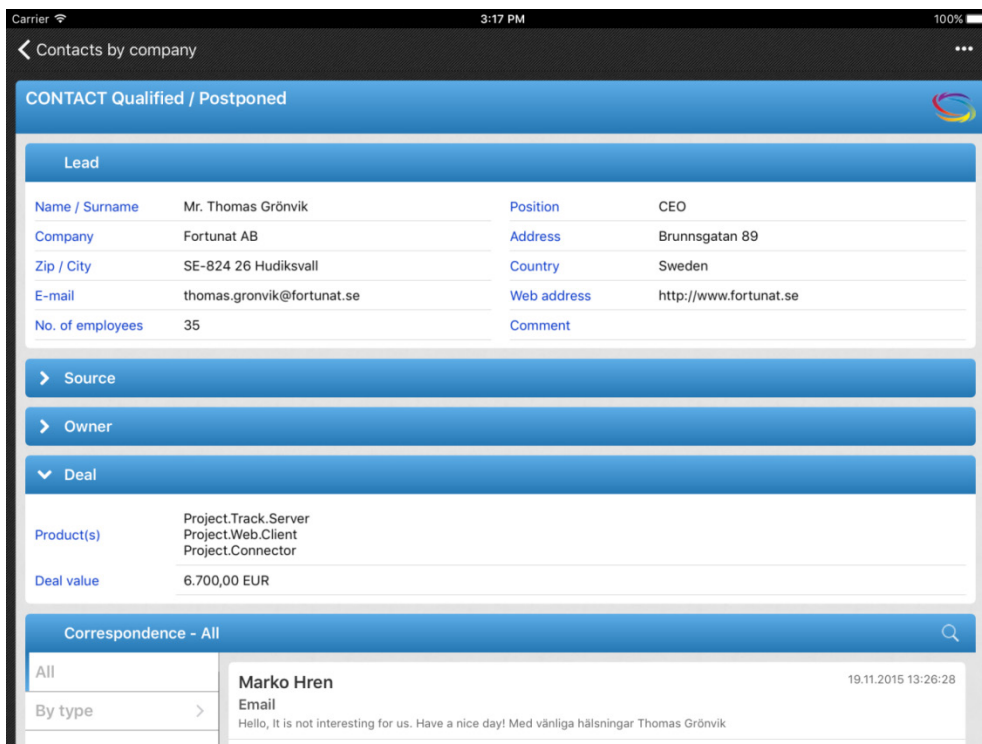 Carrier 3:17 PM 100%
Contacts by company
CONTACT Qualified / Postponed
Lead
Name / Surname Mr. Thomas Grönvik Position CEO
Company Fortunat AB Address Brunnsgatan 89
Zip / City SE-824 26 Hudiksvall Country Sweden
E-mail thomas.gronvik@fortunat.se Web address http://www.fortunat.se
No. of employees 35 Comment
Source
Owner
Deal
Product(s) Project.Track.Server
Project.Web.Client
Project.Connector
Deal value 6.700,00 EUR
Correspondence - All
All
By type
Marko Hren 19.11.2015 13:26:28
Email
Hello, It is not interesting for us. Have a nice day! Med vänliga hälsningar Thomas Grönvik